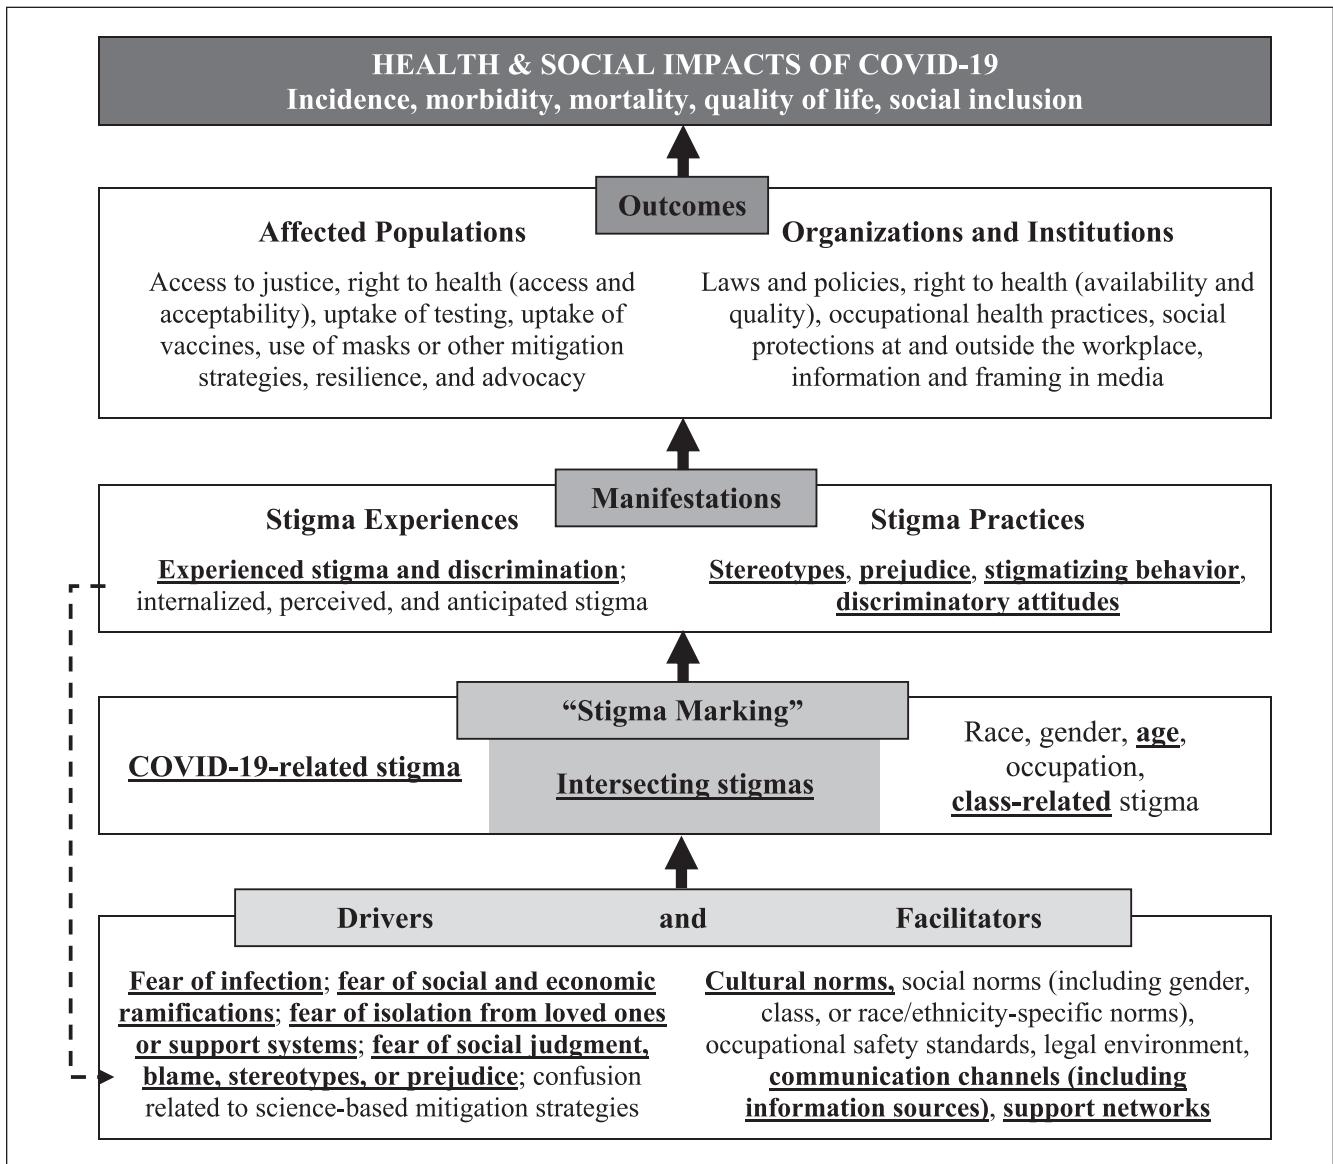 HEALTH & SOCIAL IMPACTS OF COVID-19
Incidence, morbidity, mortality, quality of life, social inclusion
Outcomes
Affected Populations
Access to justice, right to health (access and
acceptability), uptake of testing, uptake of
vaccines, use of masks or other mitigation
strategies, resilience, and advocacy
Organizations and Institutions
Laws and policies, right to health (availability and
quality), occupational health practices, social
protections at and outside the workplace,
information and framing in media
Manifestations
Stigma Experiences
Experienced stigma and discrimination;
internalized, perceived, and anticipated stigma
Stigma Practices
Stereotypes, prejudice, stigmatizing behavior,
discriminatory attitudes
“Stigma Marking”
COVID-19-related stigma
Intersecting stigmas
Race, gender, age,
occupation,
class-related stigma
Drivers and Facilitators
Fear of infection; fear of social and economic
ramifications; fear of isolation from loved ones
or support systems; fear of social judgment,
blame, stereotypes, or prejudice; confusion
related to science-based mitigation strategies
Cultural norms, social norms (including gender,
class, or race/ethnicity-specific norms),
occupational safety standards, legal environment,
communication channels (including
information sources), support networks